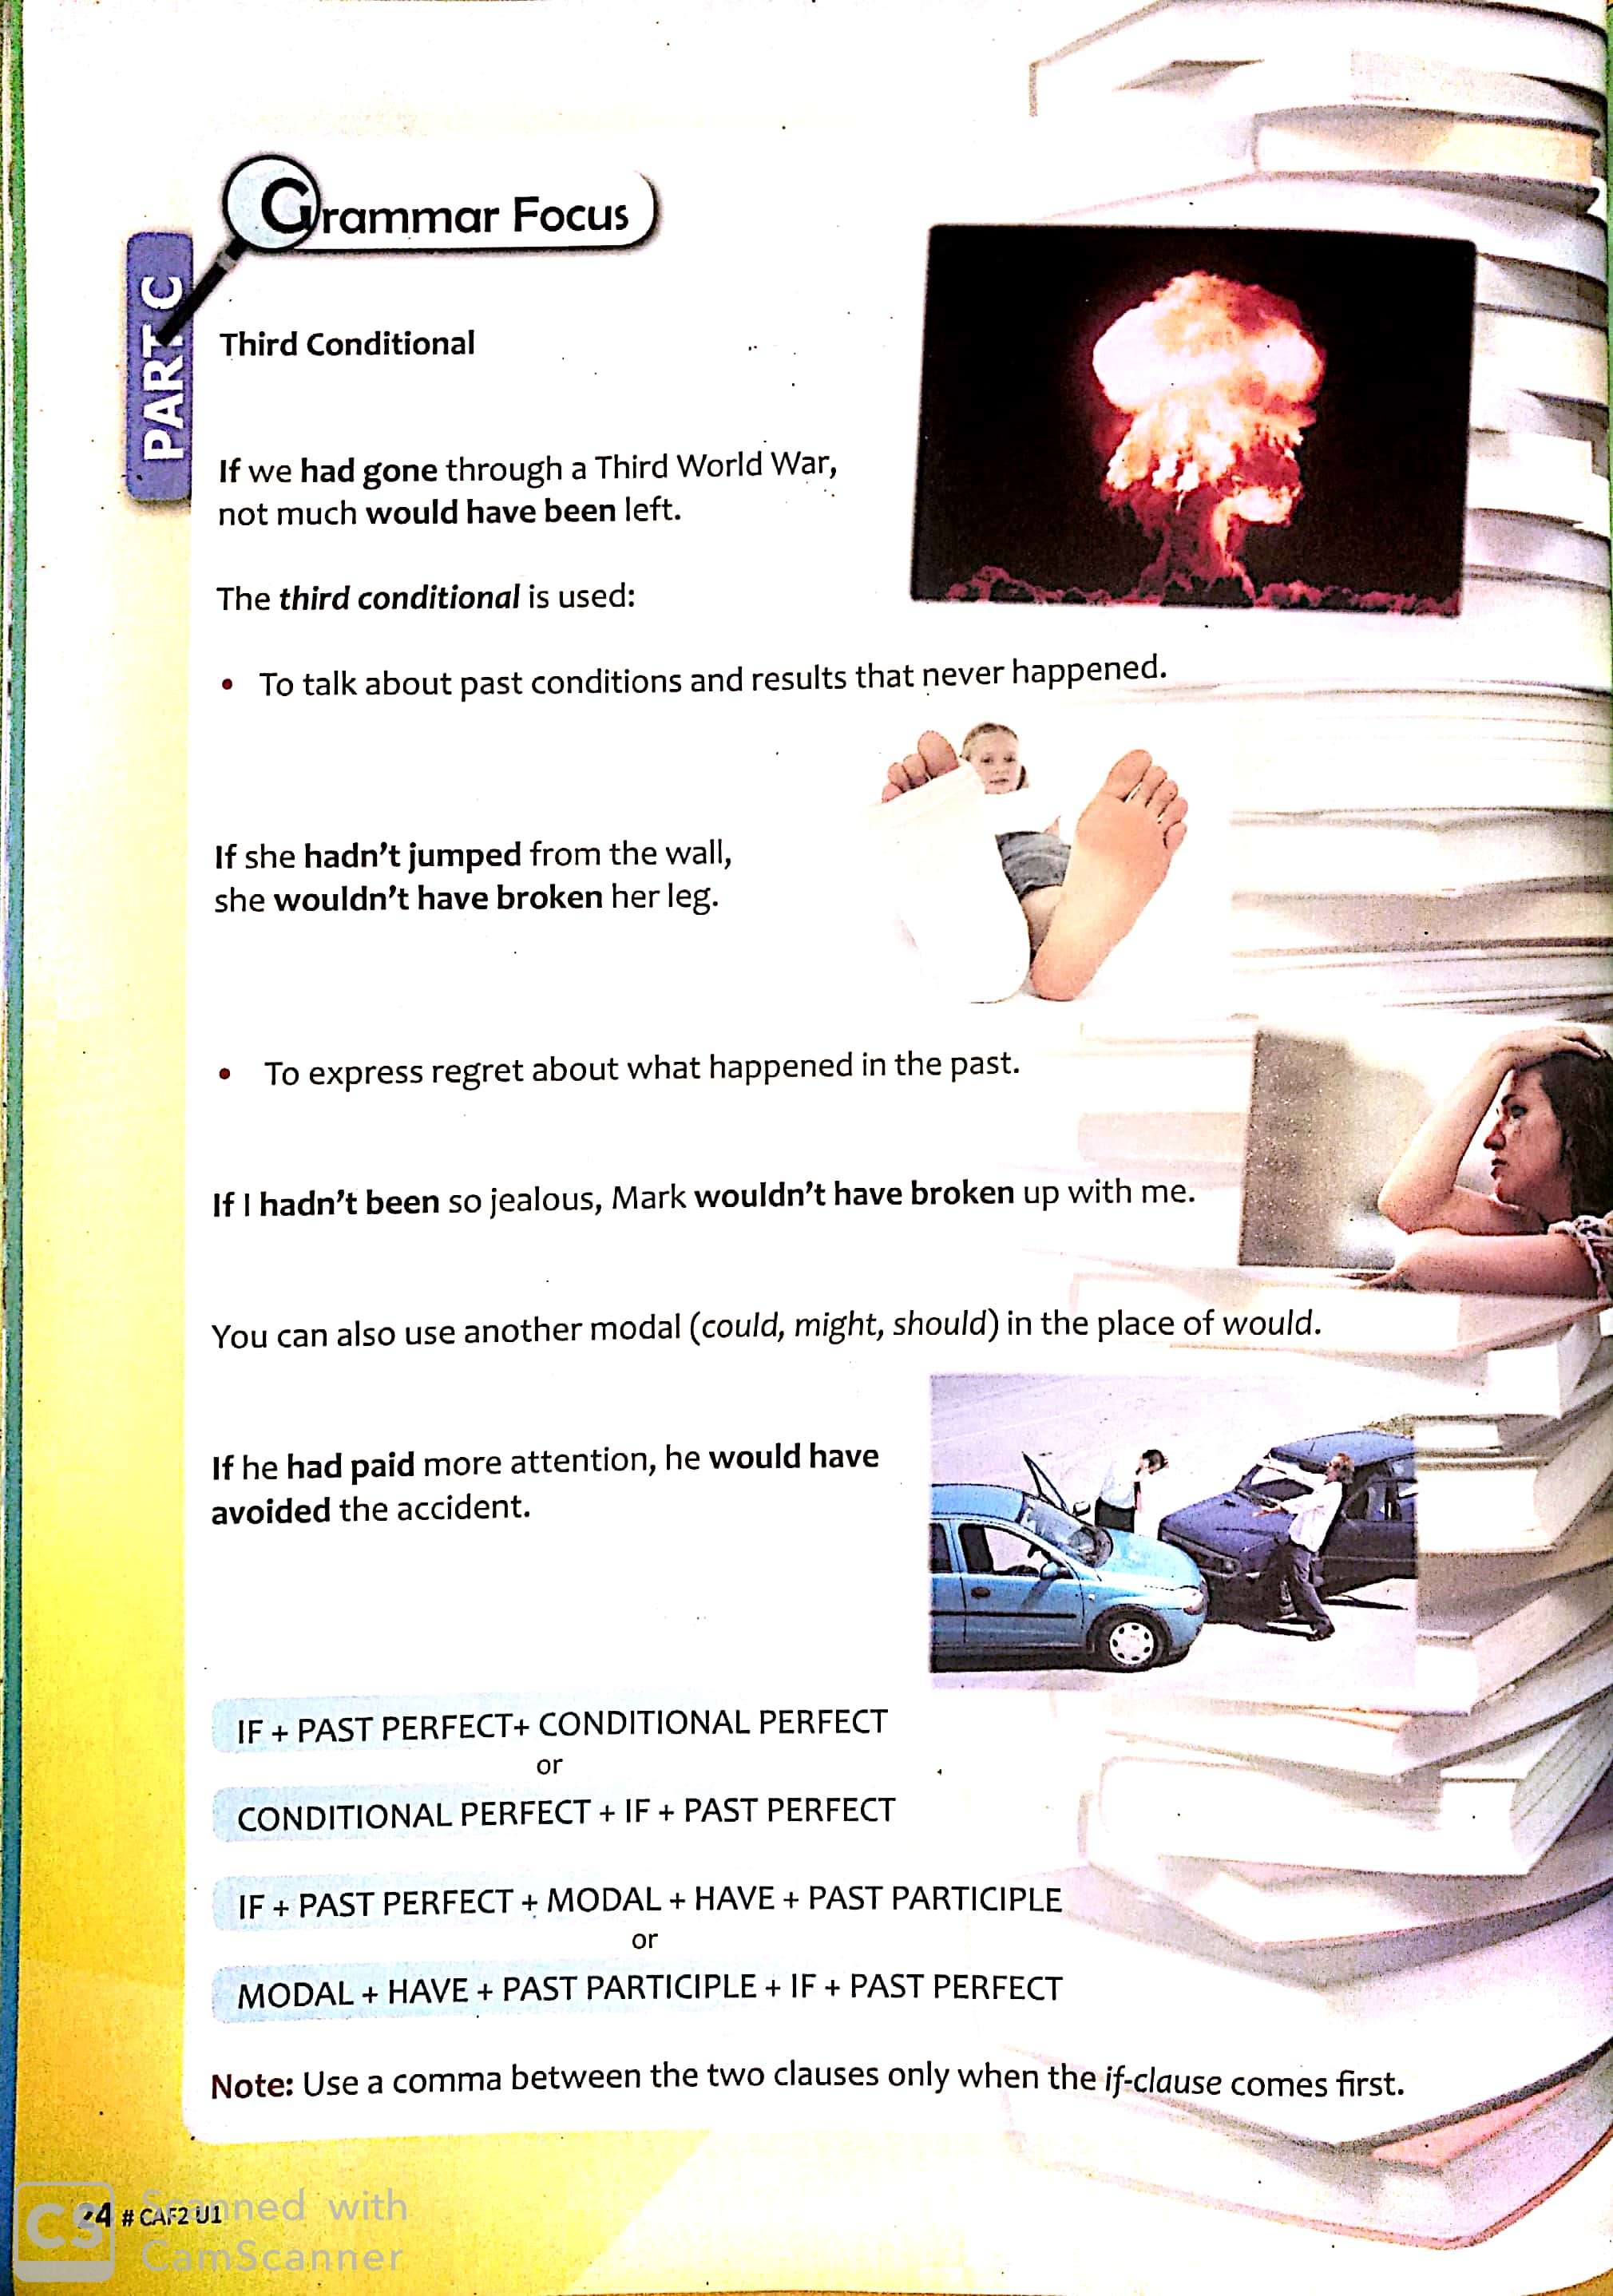 Grammar Focus
PART C
Third Conditional
If we had gone through a Third World War,
not much would have been left.
The third conditional is used:
• To talk about past conditions and results that never happened.
If she hadn't jumped from the wall,
she wouldn't have broken her leg.
• To express regret about what happened in the past.
If I hadn't been so jealous, Mark wouldn't have broken up with me.
You can also use another modal (could, might, should) in the place of would.
If he had paid more attention, he would have
avoided the accident.
IF + PAST PERFECT+ CONDITIONAL PERFECT
or
CONDITIONAL PERFECT + IF + PAST PERFECT
IF + PAST PERFECT + MODAL + HAVE + PAST PARTICIPLE
or
MODAL + HAVE + PAST PARTICIPLE + IF + PAST PERFECT
Note: Use a comma between the two clauses only when the if-clause comes first.
24 # CAF2 U1
CS Scanned with
CamScanner